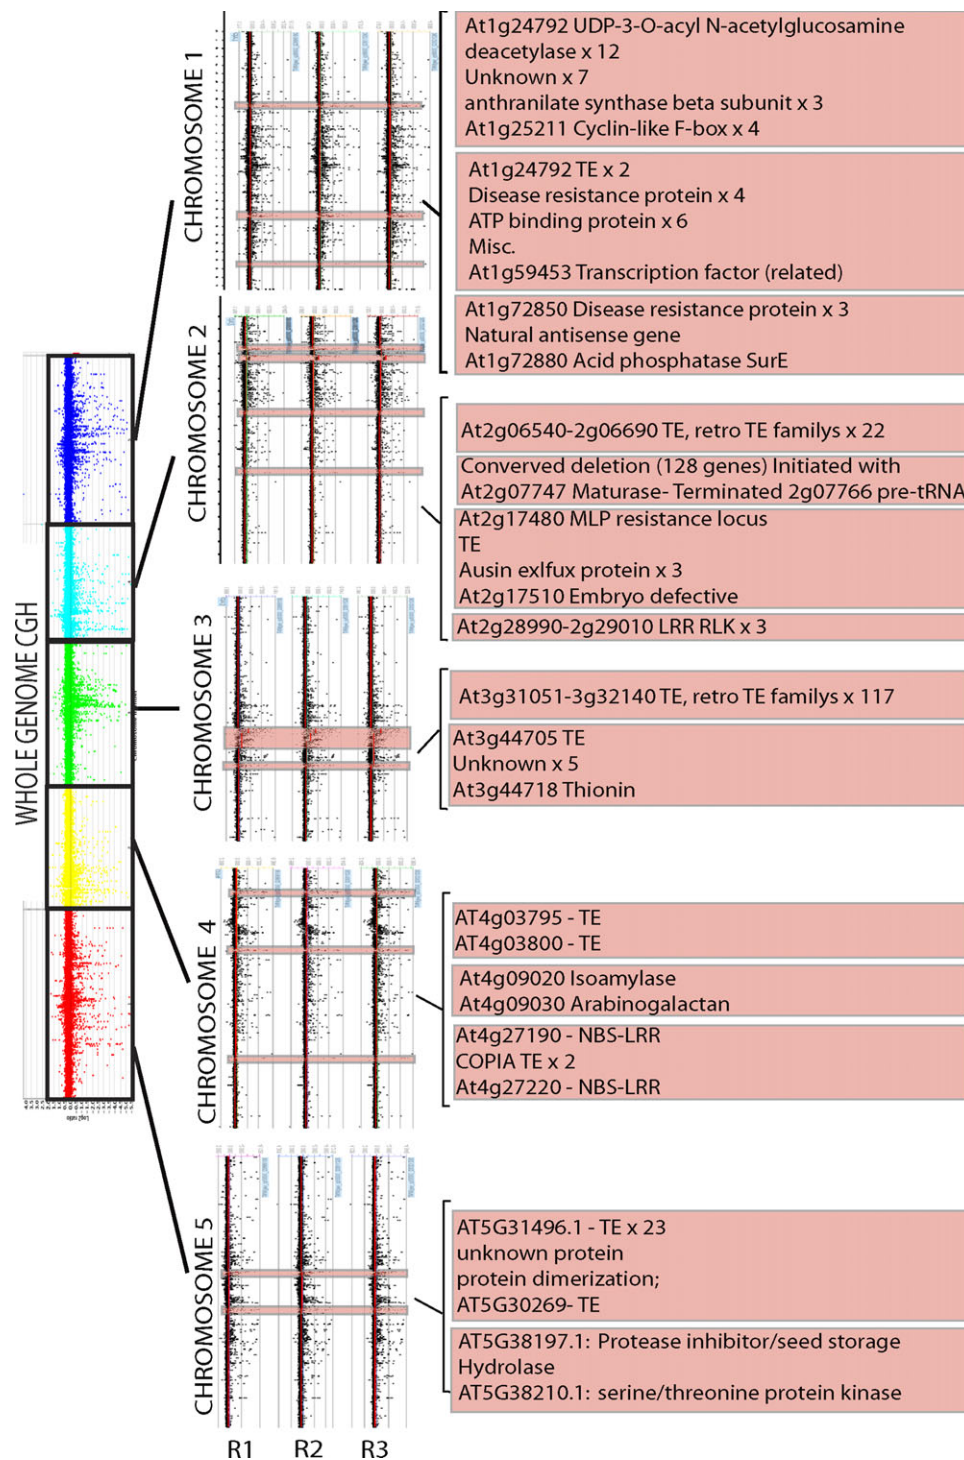 WHOLE GENOME CGH
CHROMOSOME 1
At1g24792 UDP-3-O-acyl N-acetylglucosamine
deacetylase x 12
Unknown x 7
anthranilate synthase beta subunit x 3
At1g25211 Cyclin-like F-box x 4
At1g24792 TE x 2
Disease resistance protein x 4
ATP binding protein x 6
Misc.
At1g59453 Transcription factor (related)
At1g72850 Disease resistance protein x 3
Natural antisense gene
At1g72880 Acid phosphatase SurE
CHROMOSOME 2
At2g06540-2g06690 TE, retro TE familys x 22
Converved deletion (128 genes) Initiated with
At2g07747 Maturase- Terminated 2g07766 pre-tRNA
At2g17480 MLP resistance locus
TE
Ausin exlfux protein x 3
At2g17510 Embryo defective
At2g28990-2g29010 LRR RLK x 3
CHROMOSOME 3
At3g31051-3g32140 TE, retro TE familys x 117
At3g44705 TE
Unknown x 5
At3g44718 Thionin
CHROMOSOME 4
AT4g03795 - TE
AT4g03800 - TE
At4g09020 Isoamylase
At4g09030 Arabinogalactan
At4g27190 - NBS-LRR
COPIA TE x 2
At4g27220 - NBS-LRR
CHROMOSOME 5
AT5G31496.1 - TE x 23
unknown protein
protein dimerization;
AT5G30269- TE
AT5G38197.1: Protease inhibitor/seed storage
Hydrolase
AT5G38210.1: serine/threonine protein kinase
R1 R2 R3